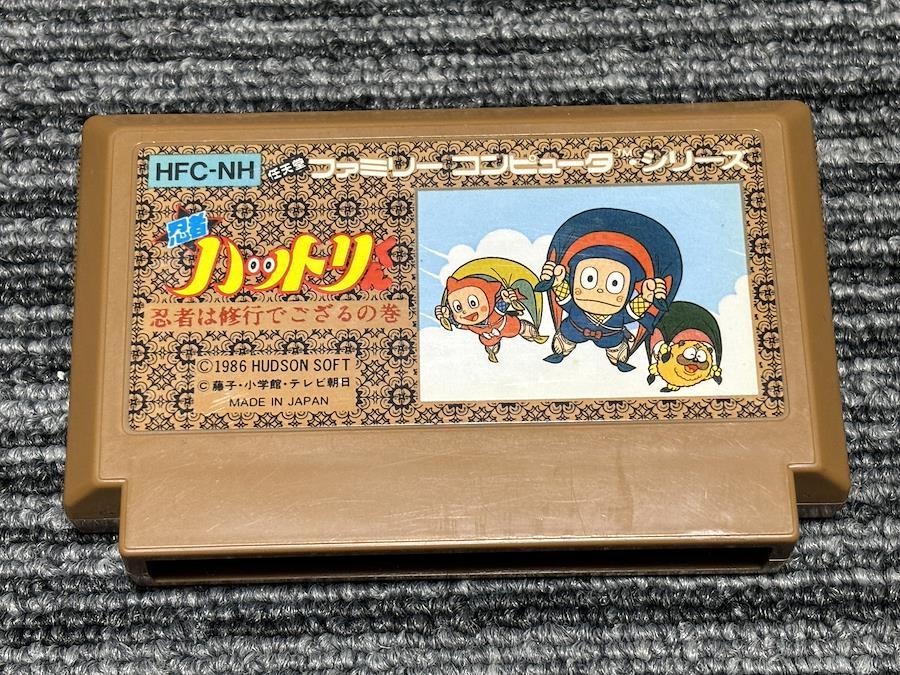 HFC-NH
任天堂 ファミリー コンピュータ™・シリーズ
忍者
ハットリ
忍者は修行でござるの巻
©1986 HUDSON SOFT
©藤子・小学館・テレビ朝日
MADE IN JAPAN